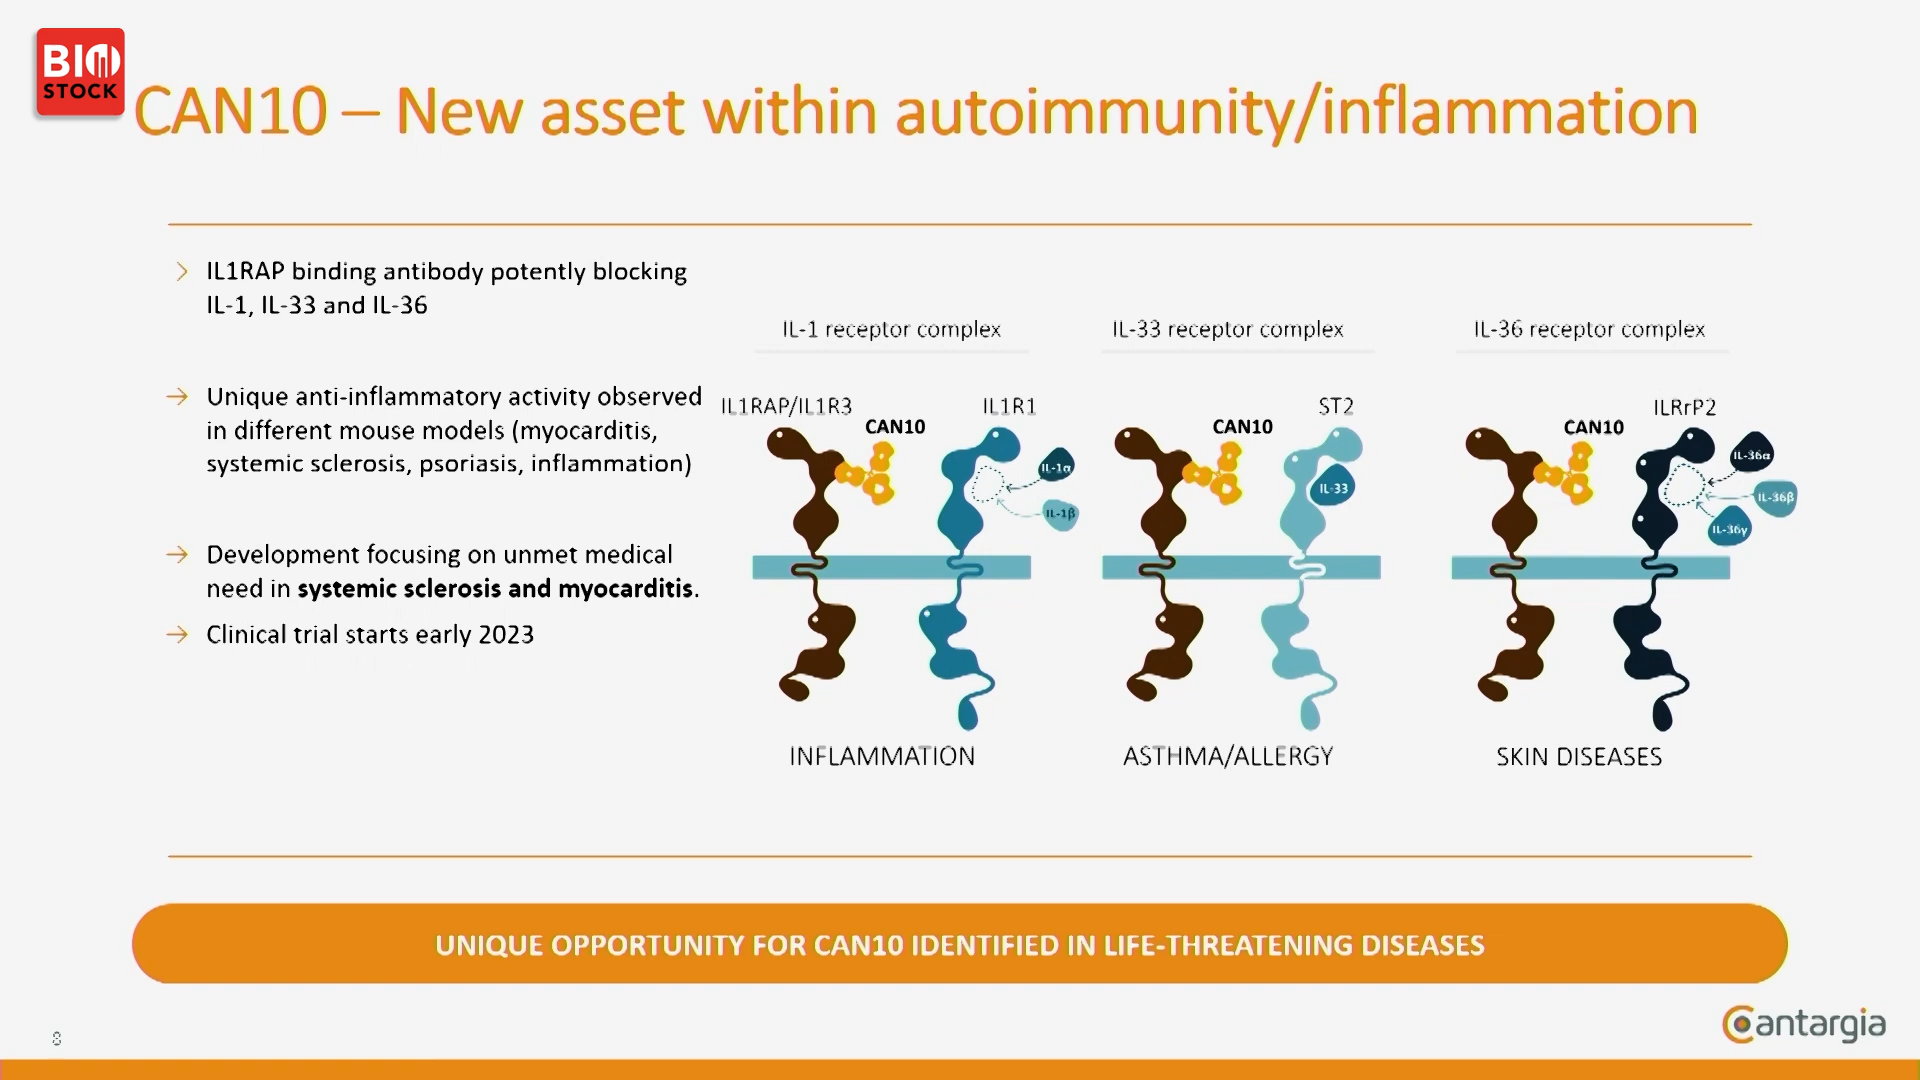 BIO
STOCK
CAN10 – New asset within autoimmunity/inflammation
IL1RAP binding antibody potently blocking
IL-1, IL-33 and IL-36
Unique anti-inflammatory activity observed
in different mouse models (myocarditis,
systemic sclerosis, psoriasis, inflammation)
Development focusing on unmet medical
need in systemic sclerosis and myocarditis.
Clinical trial starts early 2023
IL-1 receptor complex
IL1RAP/IL1R3
CAN10
IL1R1
IL-1α
IL-1β
INFLAMMATION
IL-33 receptor complex
CAN10
ST2
IL-33
ASTHMA/ALLERGY
IL-36 receptor complex
CAN10
ILRrP2
IL-36α
IL-36β
IL-36γ
SKIN DISEASES
UNIQUE OPPORTUNITY FOR CAN10 IDENTIFIED IN LIFE-THREATENING DISEASES
8
Cantargia